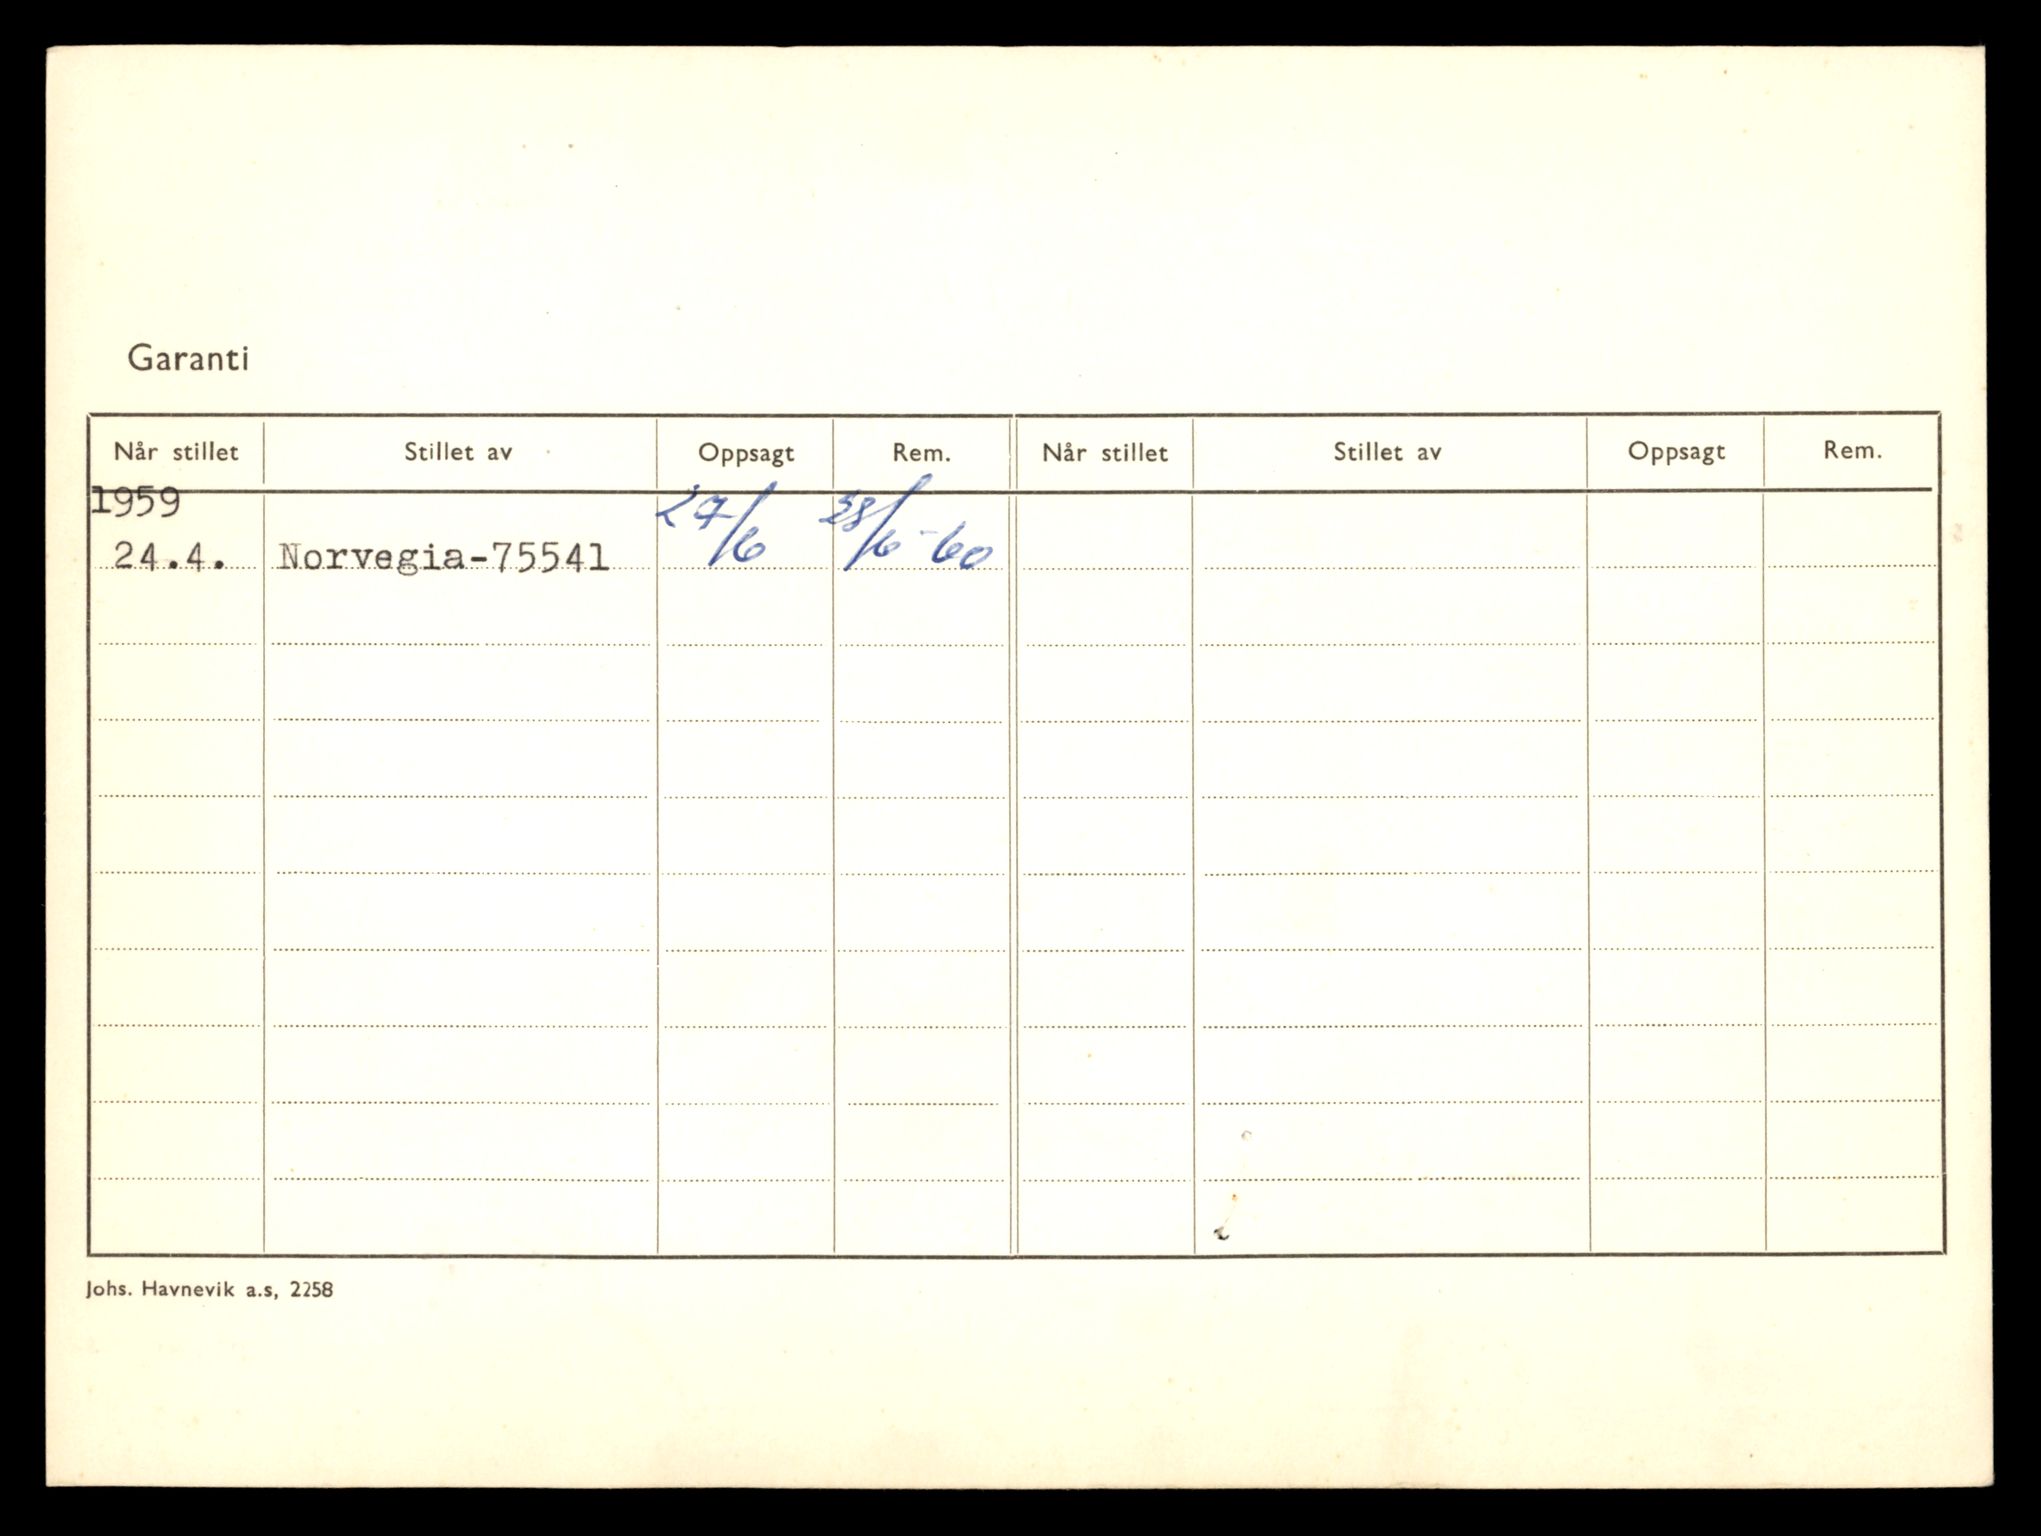 Garanti
Når stillet Stillet av Oppsagt Rem. Når stillet Stillet av Oppsagt Rem.
1959
24.4. Norvegia-75541 27/6 28/6-60
Johs. Havnevik a.s, 2258